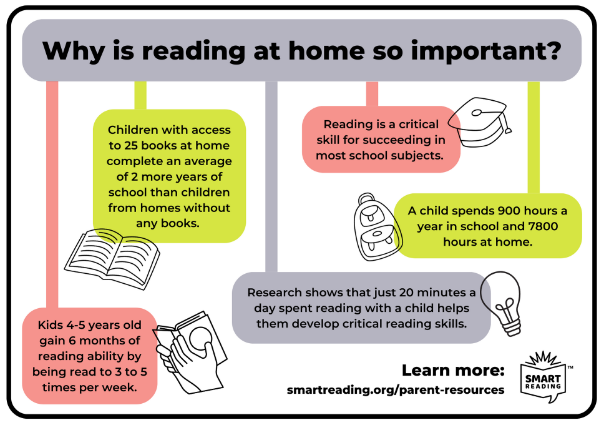 Why is reading at home so important?
Children with access
to 25 books at home
complete an average
of 2 more years of
school than children
from homes without
any books.
Reading is a critical
skill for succeeding in
most school subjects.
A child spends 900 hours a
year in school and 7800
hours at home.
Research shows that just 20 minutes a
day spent reading with a child helps
them develop critical reading skills.
Kids 4-5 years old
gain 6 months of
reading ability by
being read to 3 to 5
times per week.
Learn more:
smartreading.org/parent-resources
SMART
READING
TM